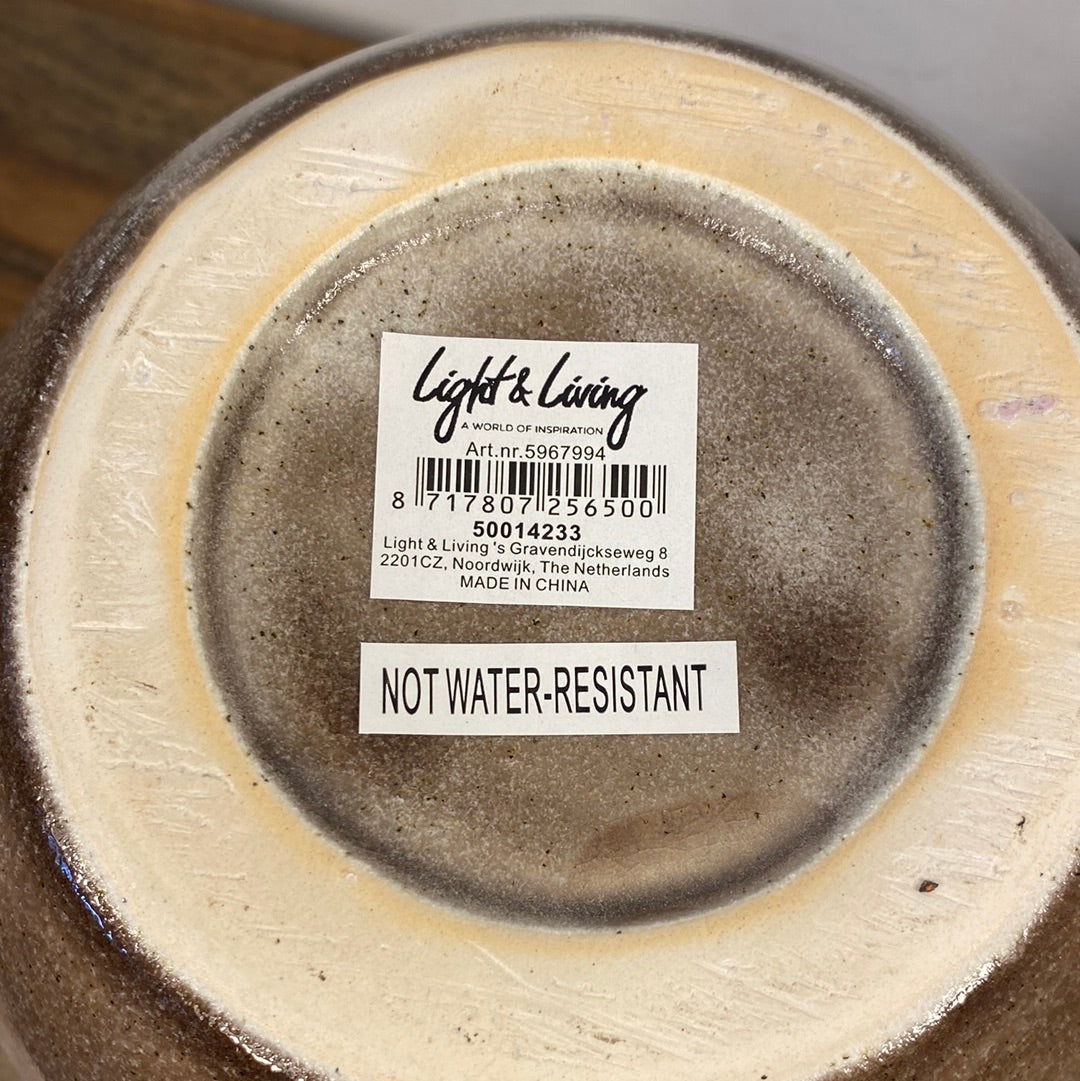 Light & Living
A WORLD OF INSPIRATION
Art.nr.5967994
8 717807 256500
50014233
Light & Living 's Gravendijckseweg 8
2201CZ, Noordwijk, The Netherlands
MADE IN CHINA
NOT WATER-RESISTANT